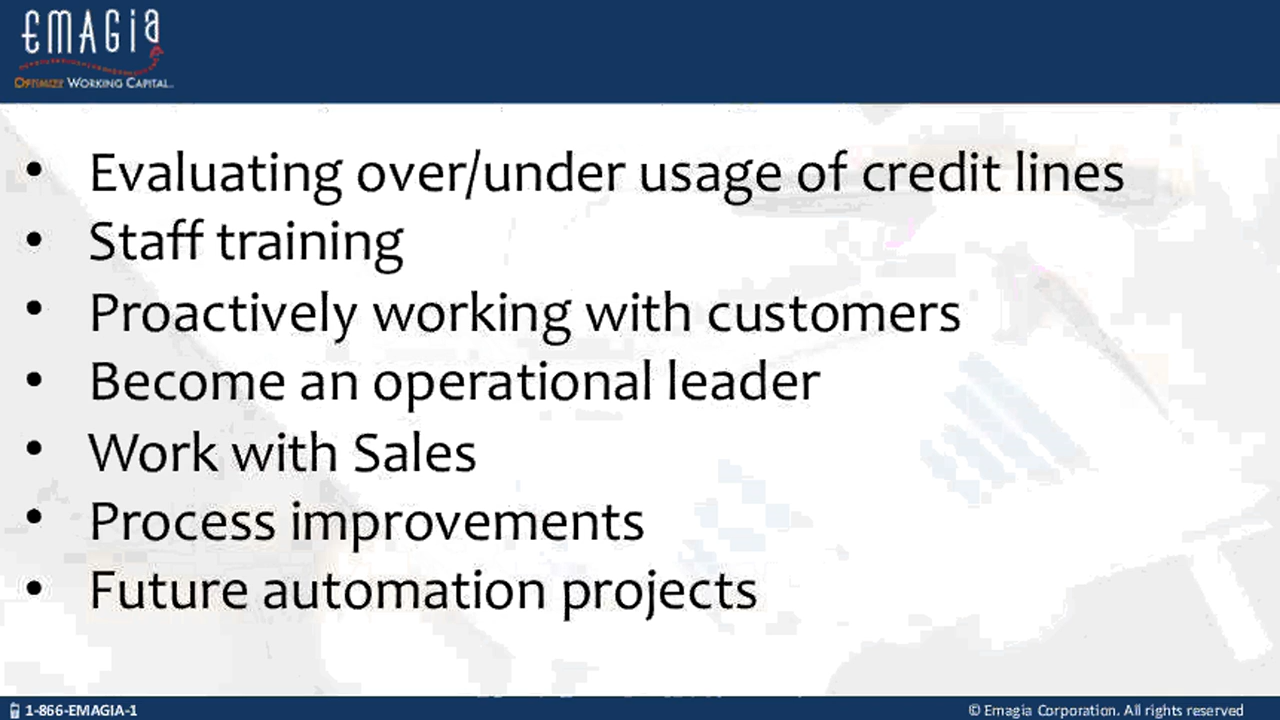 EMAGIA
OPTIMIZE WORKING CAPITAL
• Evaluating over/under usage of credit lines
• Staff training
• Proactively working with customers
• Become an operational leader
• Work with Sales
• Process improvements
• Future automation projects
1-866-EMAGIA-1
© Emagia Corporation. All rights reserved